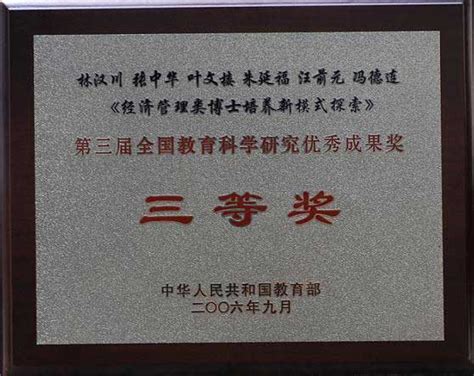 林汉川 张中华 叶文楼 朱延福 汪前元 冯德连
《经济管理类博士培养新模式探索》
第三届全国教育科学研究优秀成果奖
三等奖
中华人民共和国教育部
二〇〇六年九月